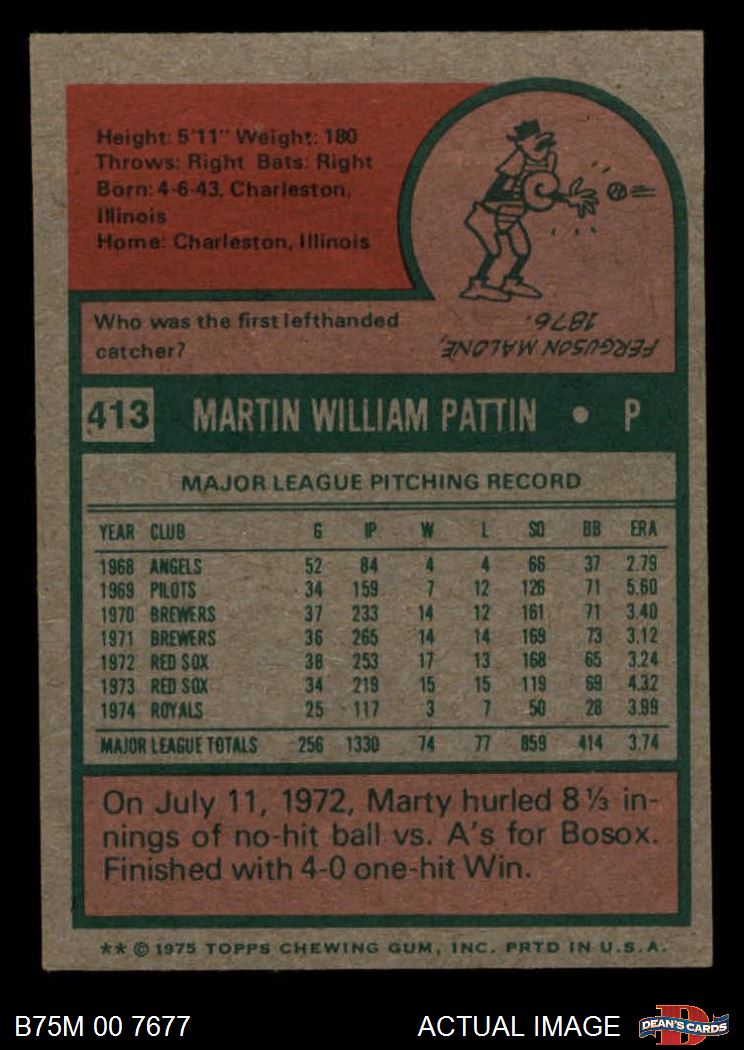 Height: 5'11" Weight: 180
Throws: Right Bats: Right
Born: 4-6-43, Charleston,
Illinois
Home: Charleston, Illinois
Who was the first lefthanded
catcher?
FERGUSON MALONE,
1876.
413 MARTIN WILLIAM PATTIN • P
MAJOR LEAGUE PITCHING RECORD
YEAR CLUB G IP W L SO BB ERA
1968 ANGELS 52 84 4 4 66 37 2.79
1969 PILOTS 34 159 7 12 126 71 5.60
1970 BREWERS 37 233 14 12 161 71 3.40
1971 BREWERS 36 265 14 14 169 73 3.12
1972 RED SOX 38 253 17 13 168 65 3.24
1973 RED SOX 34 219 15 15 119 69 4.32
1974 ROYALS 25 117 3 7 50 28 3.99
MAJOR LEAGUE TOTALS 256 1330 74 77 859 414 3.74
On July 11, 1972, Marty hurled 8⅓ in-
nings of no-hit ball vs. A's for Bosox.
Finished with 4-0 one-hit Win.
** © 1975 TOPPS CHEWING GUM, INC. PRTD IN U.S.A.
B75M 00 7677 ACTUAL IMAGE D DEAN'S CARDS